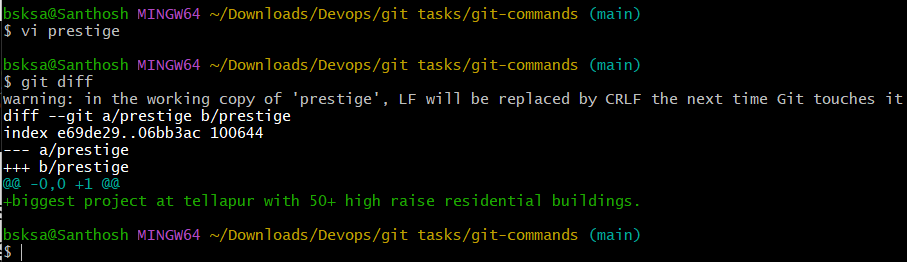 bsksa@Santhosh MINGW64 ~/Downloads/Devops/git tasks/git-commands (main)
$ vi prestige
bsksa@Santhosh MINGW64 ~/Downloads/Devops/git tasks/git-commands (main)
$ git diff
warning: in the working copy of 'prestige', LF will be replaced by CRLF the next time Git touches it
diff --git a/prestige b/prestige
index e69de29..06bb3ac 100644
--- a/prestige
+++ b/prestige
@@ -0,0 +1 @@
+biggest project at tellapur with 50+ high raise residential buildings.
bsksa@Santhosh MINGW64 ~/Downloads/Devops/git tasks/git-commands (main)
$